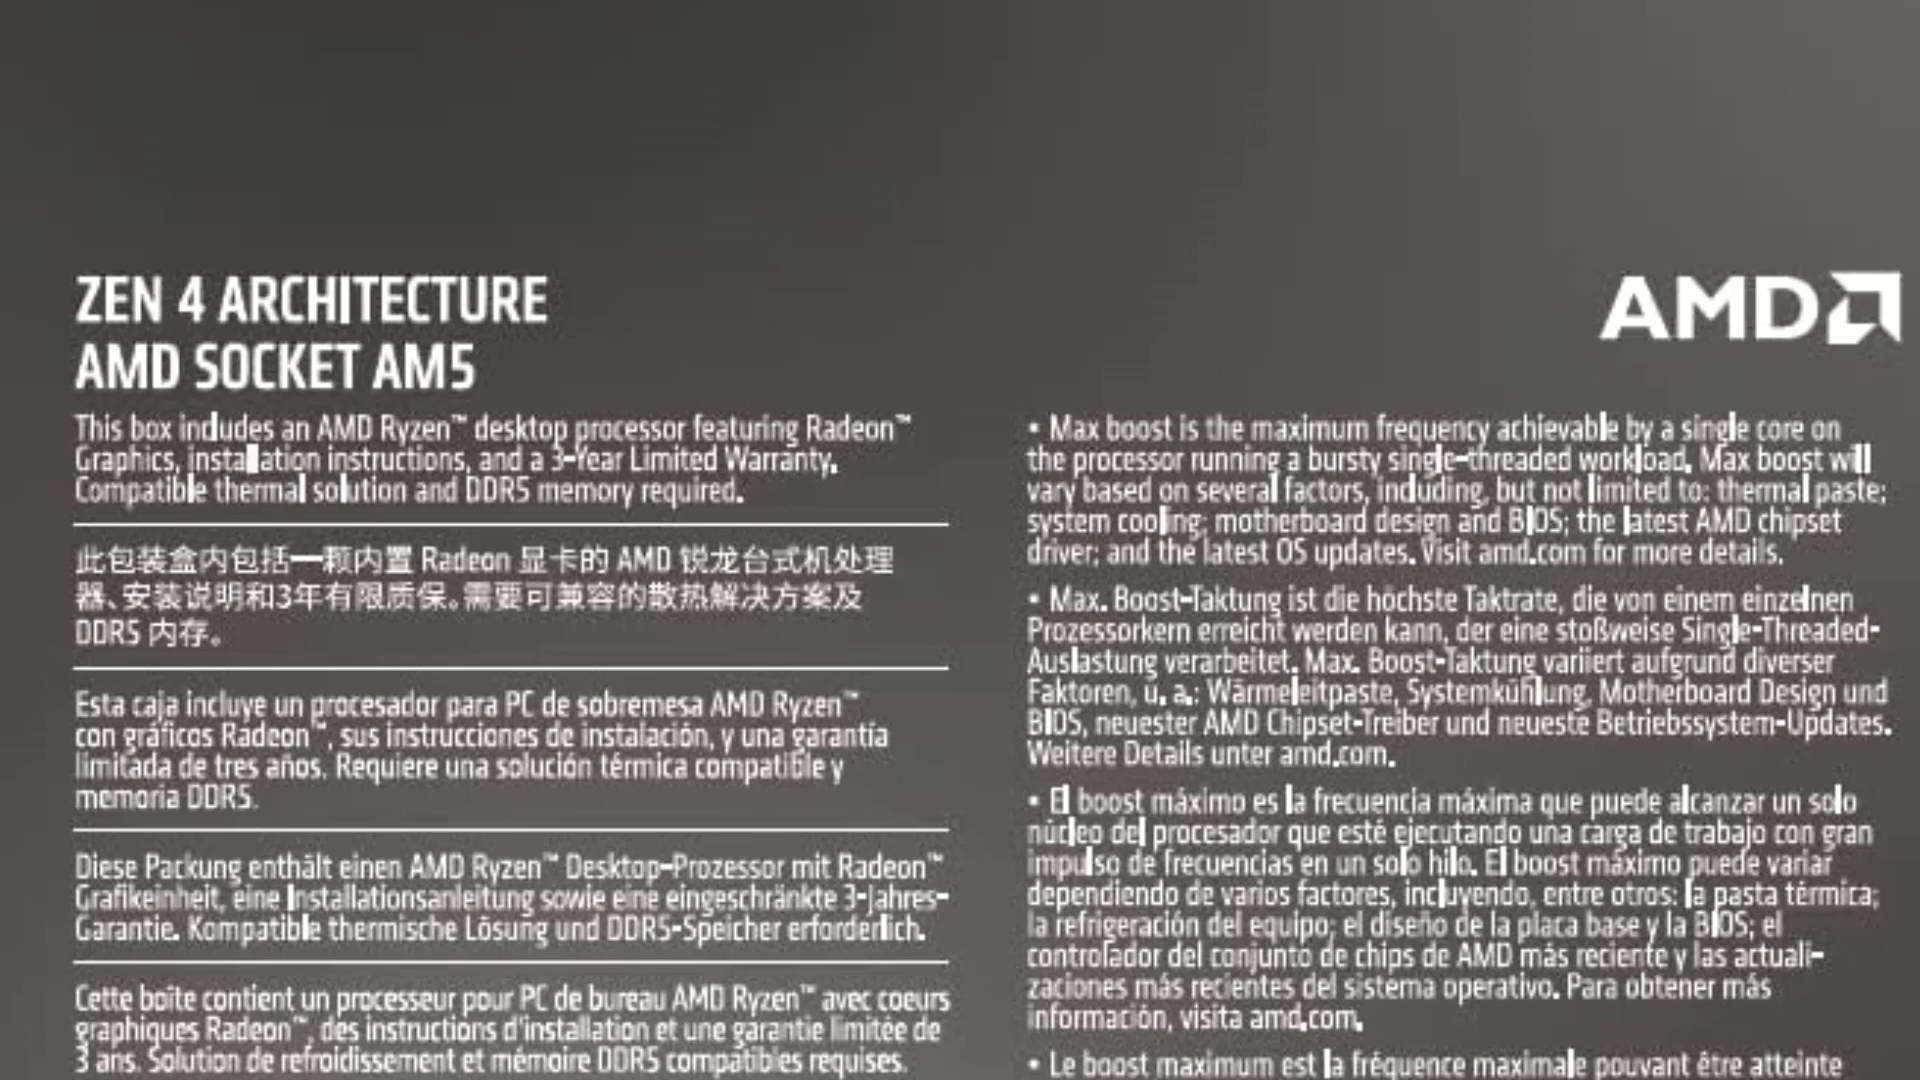 ZEN 4 ARCHITECTURE
AMD SOCKET AM5
This box includes an AMD Ryzen™ desktop processor featuring Radeon™
Graphics, installation instructions, and a 3-Year Limited Warranty.
Compatible thermal solution and DDR5 memory required.
此包装盒内包括一颗内置 Radeon 显卡的 AMD 锐龙台式机处理
器、安装说明和3年有限质保。需要可兼容的散热解决方案及
DDR5 内存。
Esta caja incluye un procesador para PC de sobremesa AMD Ryzen™
con gráficos Radeon™, sus instrucciones de instalación, y una garantía
limitada de tres años. Requiere una solución térmica compatible y
memoria DDR5.
Diese Packung enthält einen AMD Ryzen™ Desktop-Prozessor mit Radeon™
Grafikeinheit, eine Installationsanleitung sowie eine eingeschränkte 3-Jahres-
Garantie. Kompatible thermische Lösung und DDR5-Speicher erforderlich.
Cette boîte contient un processeur pour PC de bureau AMD Ryzen™ avec coeurs
graphiques Radeon™, des instructions d'installation et une garantie limitée de
3 ans. Solution de refroidissement et mémoire DDR5 compatibles requises.
AMD
• Max boost is the maximum frequency achievable by a single core on
the processor running a bursty single-threaded workload. Max boost will
vary based on several factors, including, but not limited to: thermal paste;
system cooling; motherboard design and BIOS; the latest AMD chipset
driver; and the latest OS updates. Visit amd.com for more details.
• Max. Boost-Taktung ist die höchste Taktrate, die von einem einzelnen
Prozessorkern erreicht werden kann, der eine stoßweise Single-Threaded-
Auslastung verarbeitet. Max. Boost-Taktung variiert aufgrund diverser
Faktoren, u. a.: Wärmeleitpaste, Systemkühlung, Motherboard Design und
BIOS, neuester AMD Chipset-Treiber und neueste Betriebssystem-Updates.
Weitere Details unter amd.com.
• El boost máximo es la frecuencia máxima que puede alcanzar un solo
núcleo del procesador que esté ejecutando una carga de trabajo con gran
impulso de frecuencias en un solo hilo. El boost máximo puede variar
dependiendo de varios factores, incluyendo, entre otros: la pasta térmica;
la refrigeración del equipo; el diseño de la placa base y la BIOS; el
controlador del conjunto de chips de AMD más reciente y las actuali-
zaciones más recientes del sistema operativo. Para obtener más
información, visita amd.com.
• Le boost maximum est la fréquence maximale pouvant être atteinte